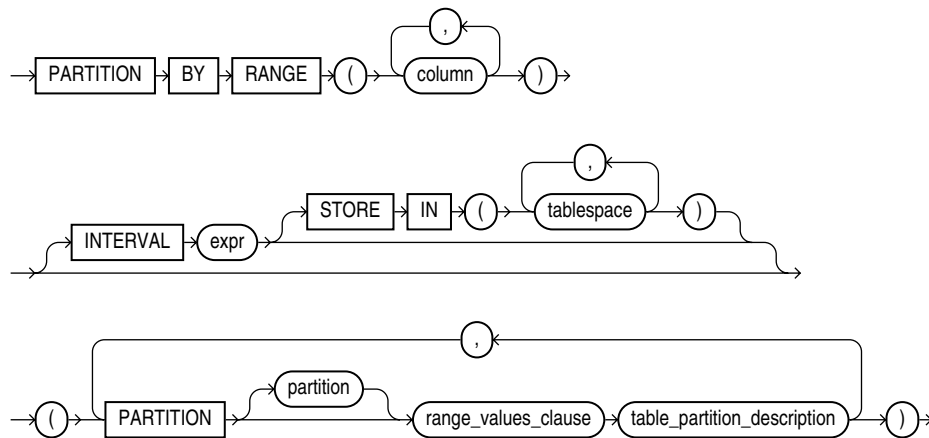 ,
PARTITION BY RANGE ( column )
,
STORE IN ( tablespace )
INTERVAL expr
,
partition
( PARTITION range_values_clause table_partition_description )